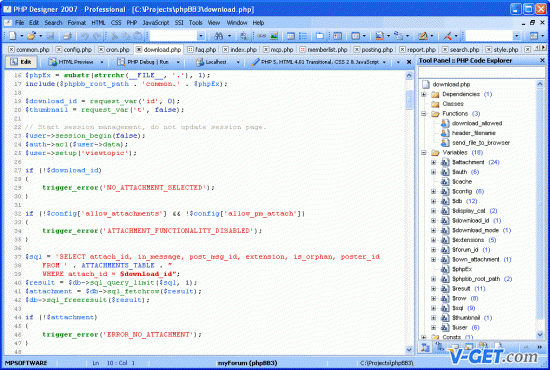 PHP Designer 2007 - Professional - [C:\Projects\phpBB3\download.php]
File Edit Search Format HTML CSS PHP JavaScript SSI Tools View Window Help
common.php config.php cron.php download.php faq.php index.php mcp.php memberlist.php posting.php report.php search.php style.php
Edit HTML Preview PHP Debug | Run Localhost PHP 5, HTML 4.01 Transitional, CSS 2 & JavaScript
Tool Panel :: PHP Code Explorer
16 $phpEx = substr(strrchr(__FILE__, '.'), 1);
17 include($phpbb_root_path . 'common.' . $phpEx);
18
19 $download_id = request_var('id', 0);
20 $thumbnail = request_var('t', false);
21
22 // Start session management, do not update session page.
23 $user->session_begin(false);
24 $auth->acl($user->data);
25 $user->setup('viewtopic');
26
27 if (!$download_id)
28 {
29 trigger_error('NO_ATTACHMENT_SELECTED');
30 }
31
32 if (!$config['allow_attachments'] && !$config['allow_pm_attach'])
33 {
34 trigger_error('ATTACHMENT_FUNCTIONALITY_DISABLED');
35 }
36
37 $sql = 'SELECT attach_id, in_message, post_msg_id, extension, is_orphan, poster_id
38 FROM ' . ATTACHMENTS_TABLE . "
39 WHERE attach_id = $download_id";
40 $result = $db->sql_query_limit($sql, 1);
41 $attachment = $db->sql_fetchrow($result);
42 $db->sql_freeresult($result);
43
44 if (!$attachment)
45 {
46 trigger_error('ERROR_NO_ATTACHMENT');
47 }
48
download.php
Dependencies (1)
Classes
Functions (3)
download_allowed
header_filename
send_file_to_browser
Variables (18)
$attachment (24)
$auth (8)
$cache
$config (6)
$db (12)
$display_cat (2)
$download_id (1)
$download_mode (1)
$extensions (5)
$forum_id (1)
$own_attachment (1)
$phpEx
$phpbb_root_path (2)
$result (11)
$row (9)
$sql (9)
$thumbnail (1)
$user (6)
Consts (5)
MPSOFTWARE Ln 10 : Col 1 myForum (phpBB3) C:\Projects\phpBB3\
V-GET.com